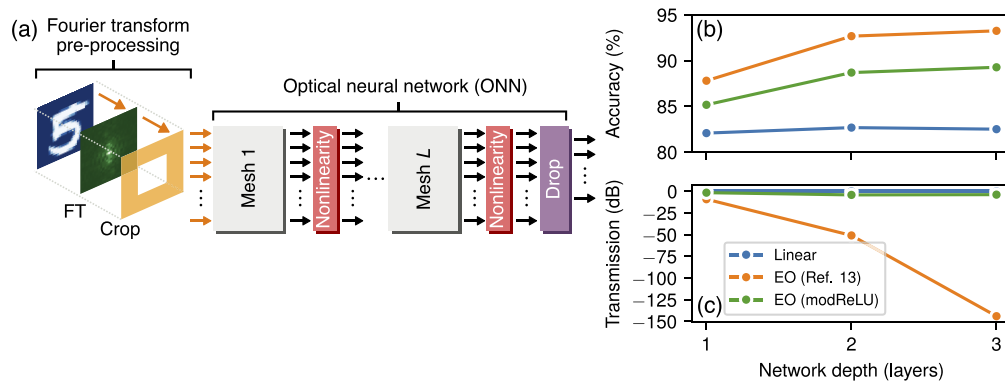 (a)
Fourier transform
pre-processing
Optical neural network (ONN)
5
FT
Crop
Mesh 1
Nonlinearity
Mesh L
Nonlinearity
Drop
(b)
Accuracy (%)
95
90
85
80
Transmission (dB)
0
−25
−50
−75
−100
−125
−150
Linear
EO (Ref. 13)
EO (modReLU)
(c)
1 2 3
Network depth (layers)